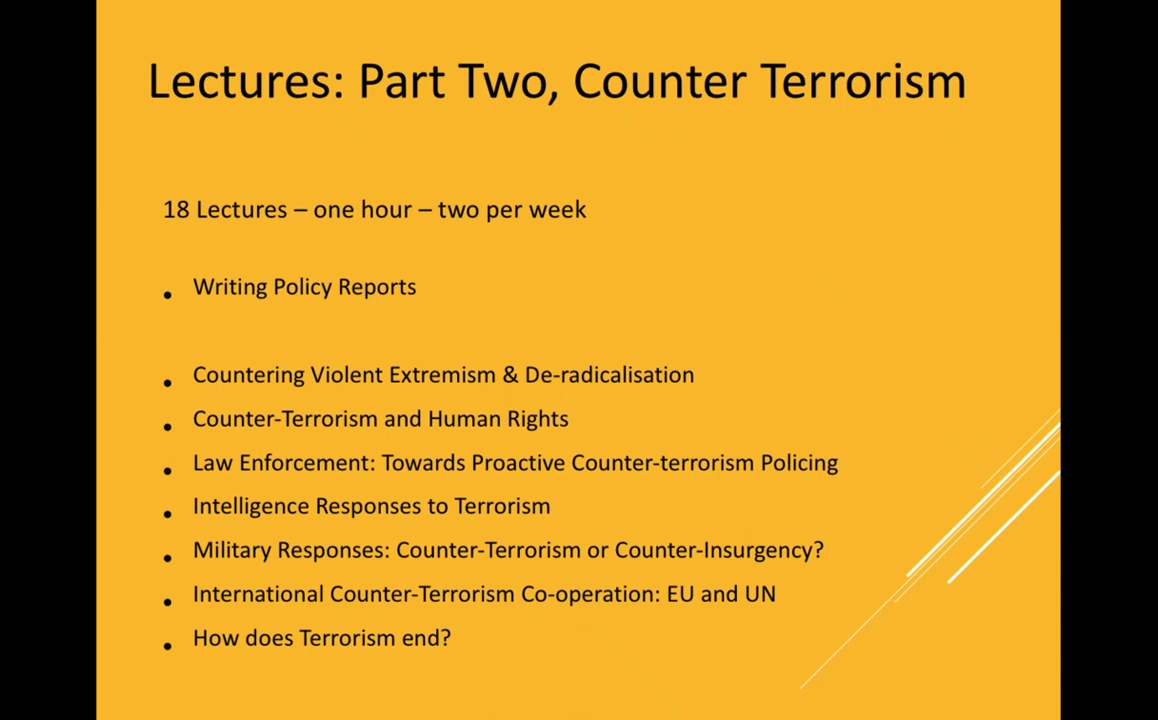 Lectures: Part Two, Counter Terrorism
18 Lectures – one hour – two per week
• Writing Policy Reports
• Countering Violent Extremism & De-radicalisation
• Counter-Terrorism and Human Rights
• Law Enforcement: Towards Proactive Counter-terrorism Policing
• Intelligence Responses to Terrorism
• Military Responses: Counter-Terrorism or Counter-Insurgency?
• International Counter-Terrorism Co-operation: EU and UN
• How does Terrorism end?